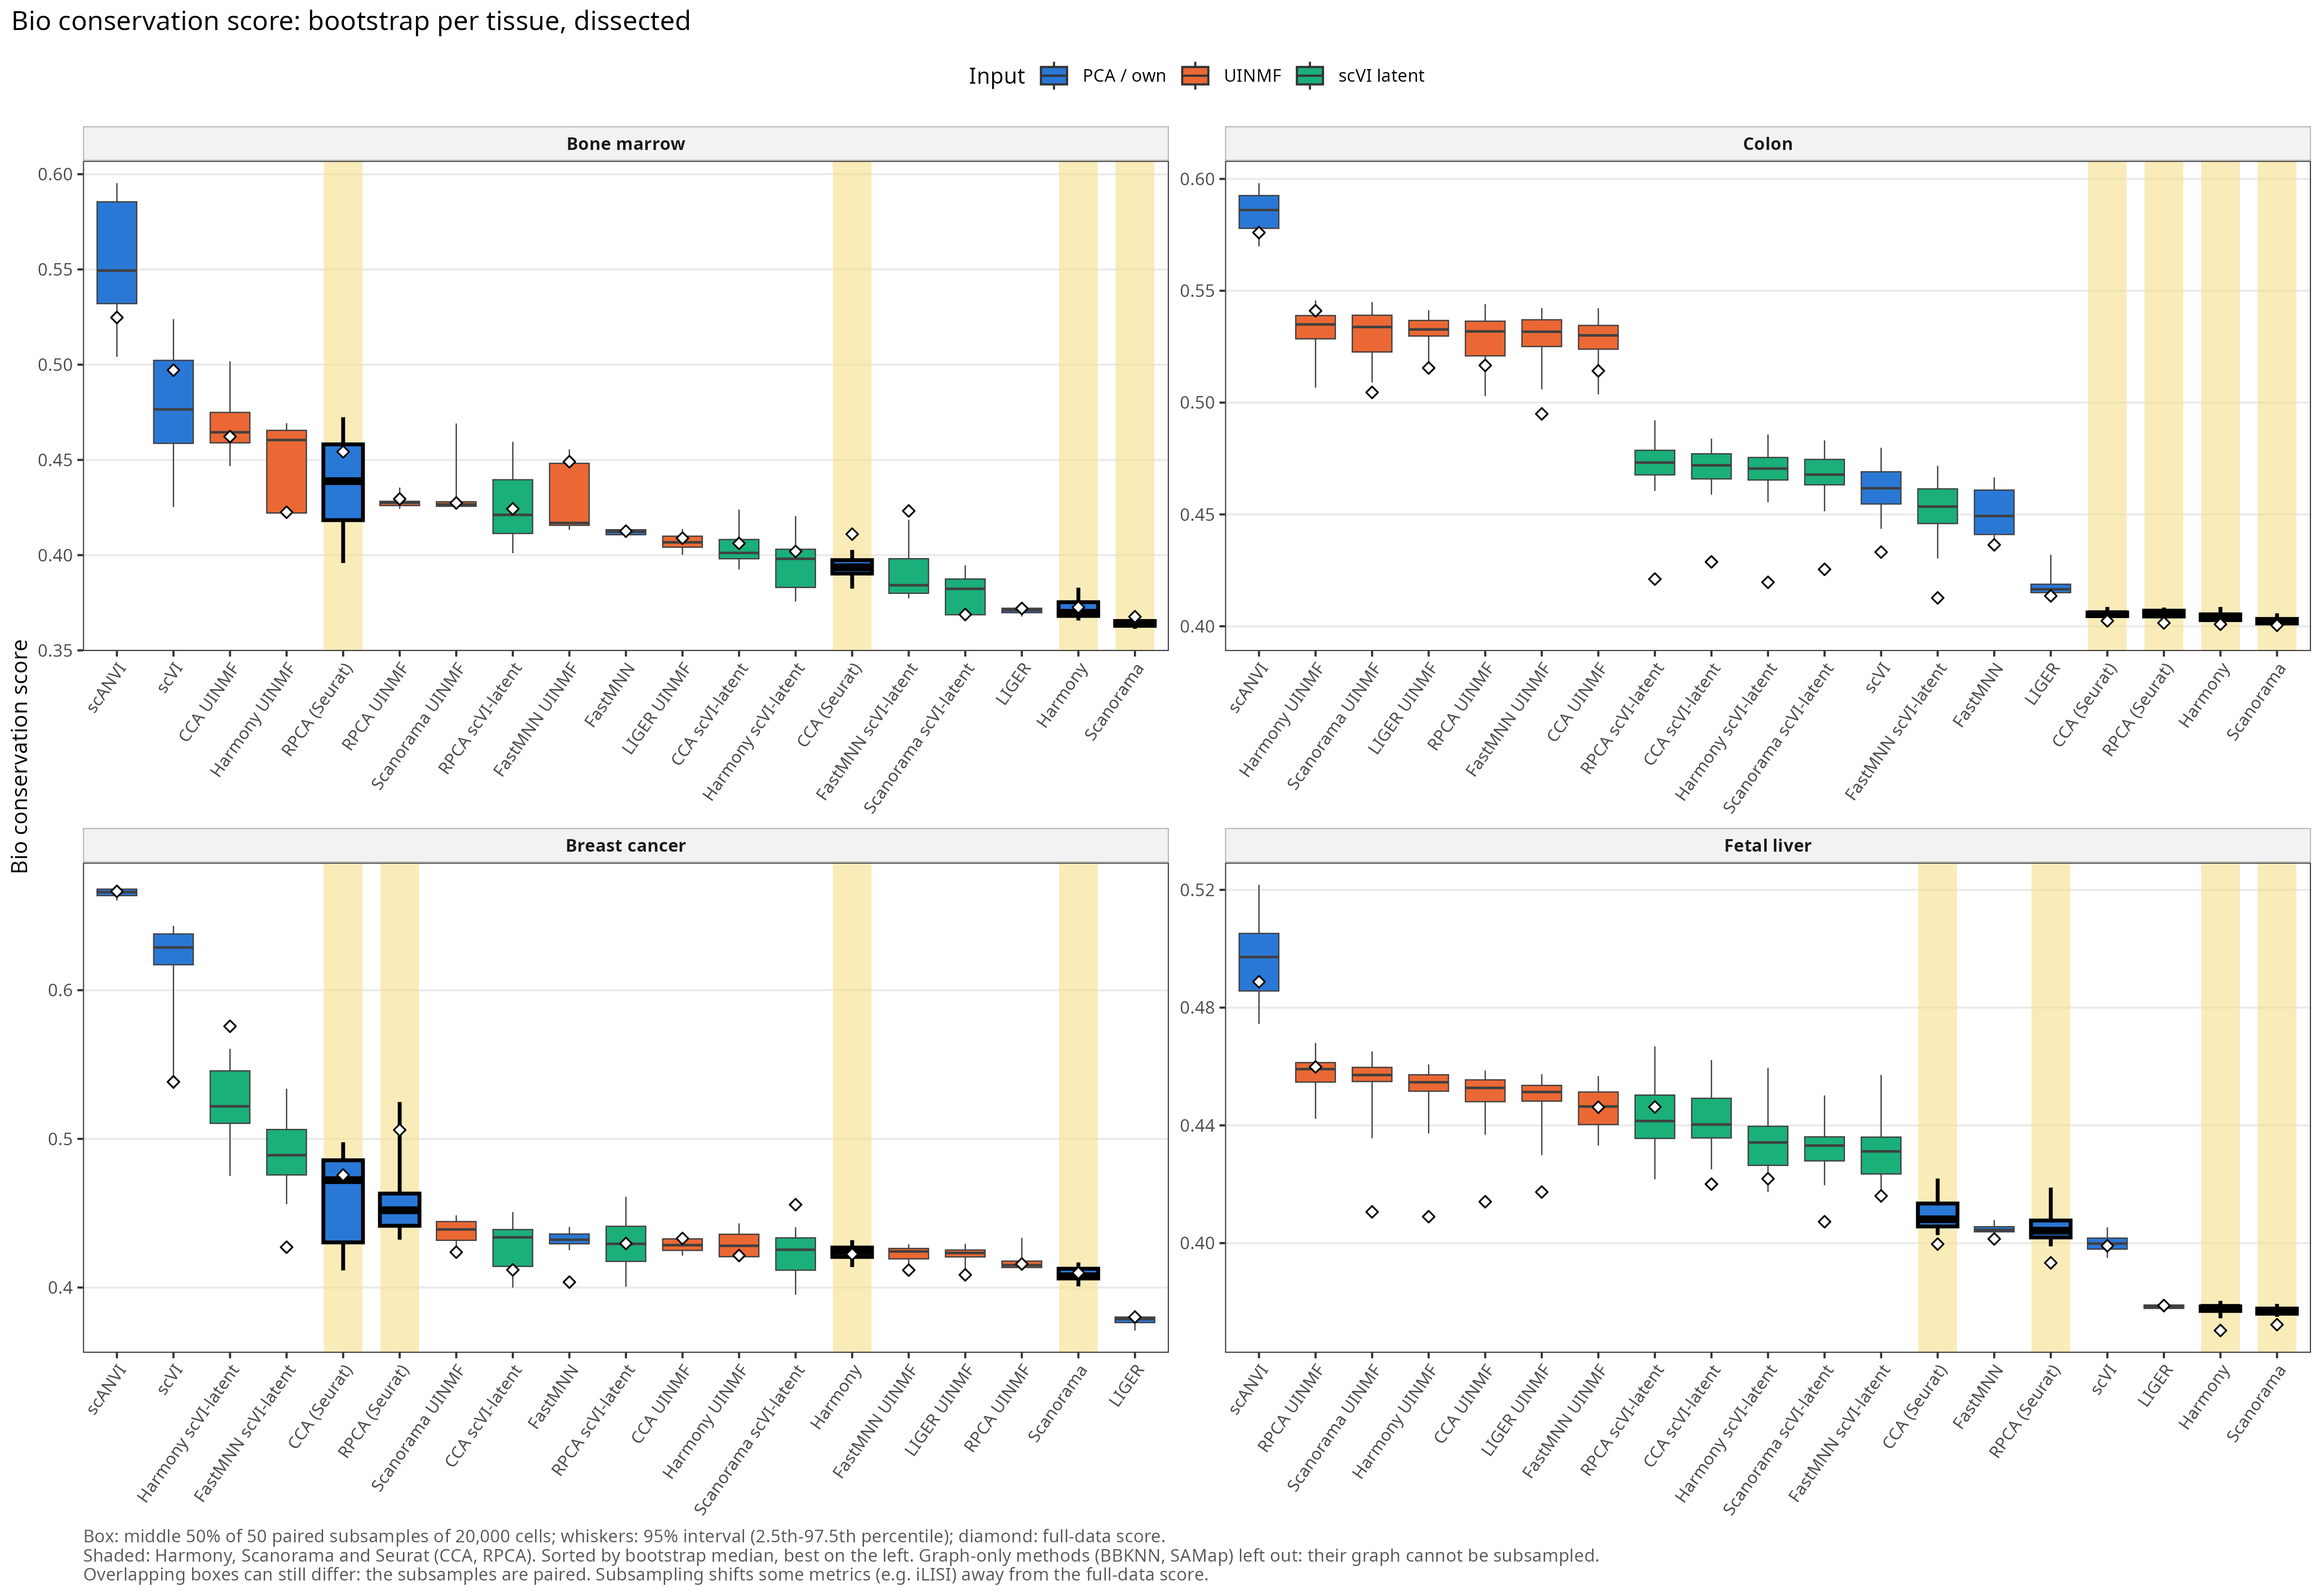 Bio conservation score: bootstrap per tissue, dissected
Input PCA / own UINMF scVI latent
Bio conservation score
Bone marrow
0.60
0.55
0.50
0.45
0.40
0.35
scANVI
scVI
CCA UINMF
Harmony UINMF
RPCA (Seurat)
RPCA UINMF
Scanorama UINMF
RPCA scVI-latent
FastMNN UINMF
FastMNN
LIGER UINMF
CCA scVI-latent
Harmony scVI-latent
CCA (Seurat)
FastMNN scVI-latent
Scanorama scVI-latent
LIGER
Harmony
Scanorama
Colon
0.60
0.55
0.50
0.45
0.40
scANVI
Harmony UINMF
Scanorama UINMF
LIGER UINMF
RPCA UINMF
FastMNN UINMF
CCA UINMF
RPCA scVI-latent
CCA scVI-latent
Harmony scVI-latent
Scanorama scVI-latent
scVI
FastMNN scVI-latent
FastMNN
LIGER
CCA (Seurat)
RPCA (Seurat)
Harmony
Scanorama
Breast cancer
0.6
0.5
0.4
scANVI
scVI
Harmony scVI-latent
FastMNN scVI-latent
CCA (Seurat)
RPCA (Seurat)
Scanorama UINMF
CCA scVI-latent
FastMNN
RPCA scVI-latent
CCA UINMF
Harmony UINMF
Scanorama scVI-latent
Harmony
FastMNN UINMF
LIGER UINMF
RPCA UINMF
Scanorama
LIGER
Fetal liver
0.52
0.48
0.44
0.40
scANVI
RPCA UINMF
Scanorama UINMF
Harmony UINMF
CCA UINMF
LIGER UINMF
FastMNN UINMF
RPCA scVI-latent
CCA scVI-latent
Harmony scVI-latent
Scanorama scVI-latent
FastMNN scVI-latent
CCA (Seurat)
FastMNN
RPCA (Seurat)
scVI
LIGER
Harmony
Scanorama
Box: middle 50% of 50 paired subsamples of 20,000 cells; whiskers: 95% interval (2.5th-97.5th percentile); diamond: full-data score.
Shaded: Harmony, Scanorama and Seurat (CCA, RPCA). Sorted by bootstrap median, best on the left. Graph-only methods (BBKNN, SAMap) left out: their graph cannot be subsampled.
Overlapping boxes can still differ: the subsamples are paired. Subsampling shifts some metrics (e.g. iLISI) away from the full-data score.